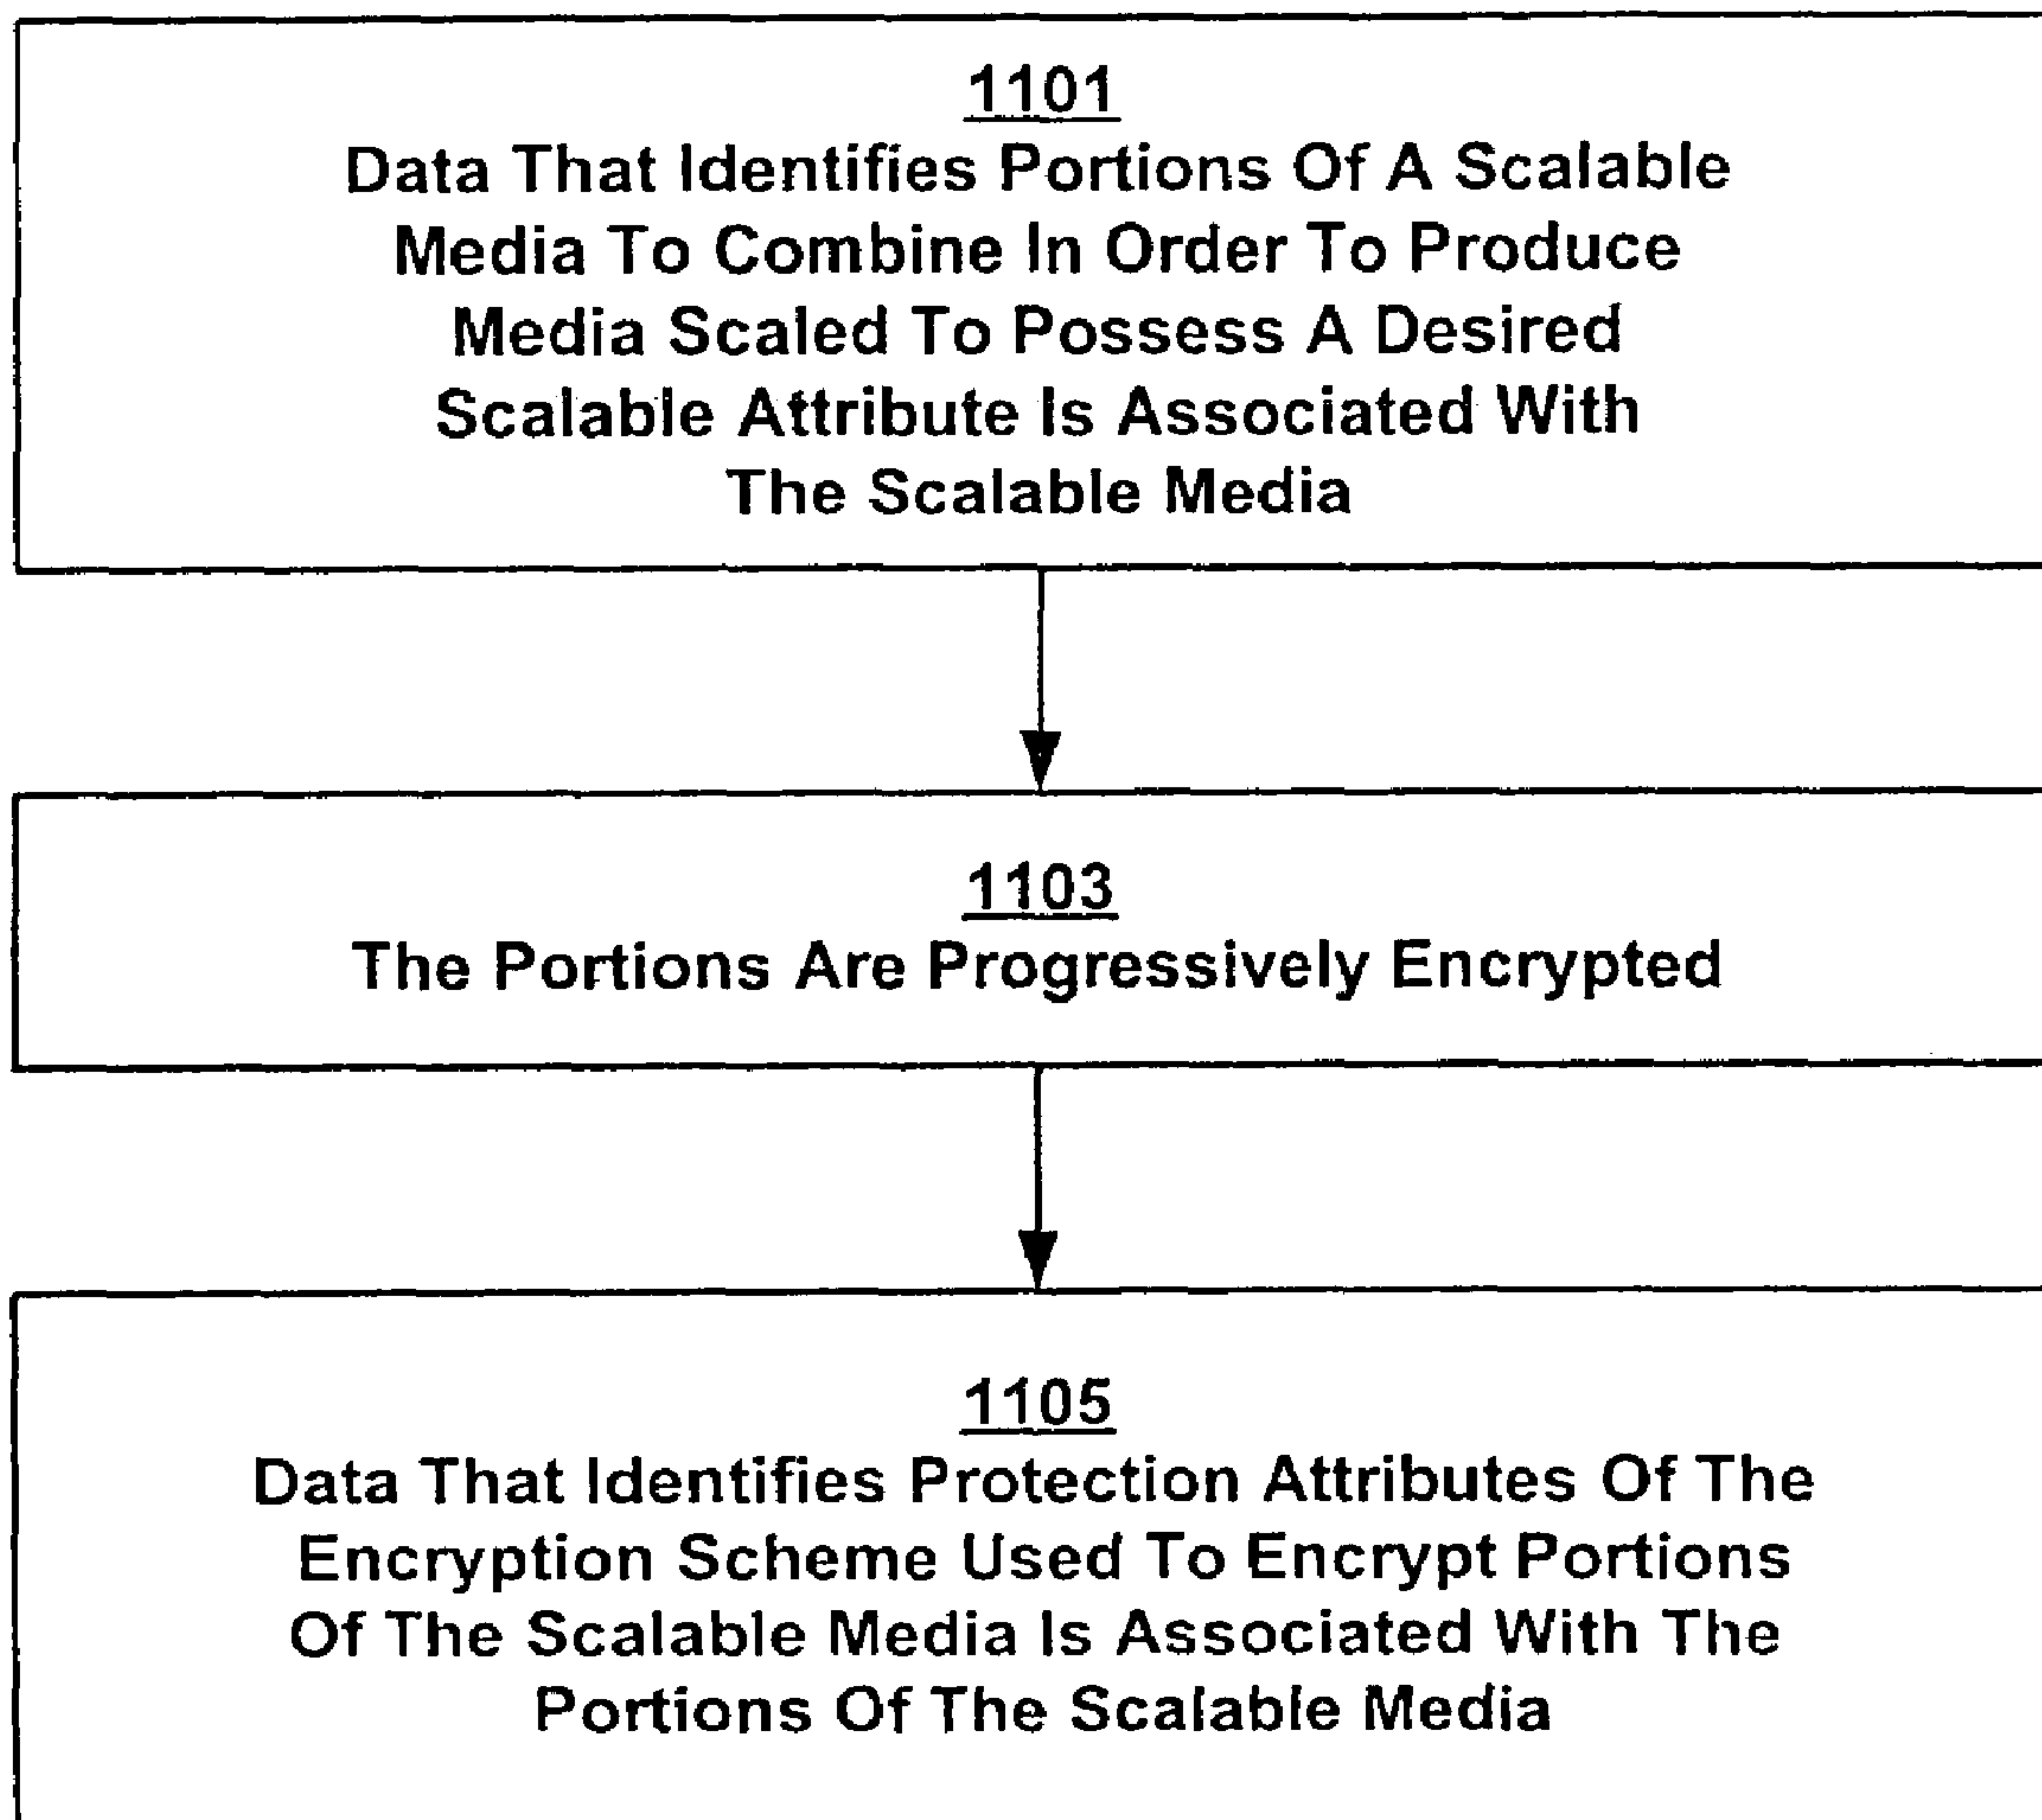 1101
Data That Identifies Portions Of A Scalable
Media To Combine In Order To Produce
Media Scaled To Possess A Desired
Scalable Attribute Is Associated With
The Scalable Media
1103
The Portions Are Progressively Encrypted
1105
Data That Identifies Protection Attributes Of The
Encryption Scheme Used To Encrypt Portions
Of The Scalable Media Is Associated With The
Portions Of The Scalable Media